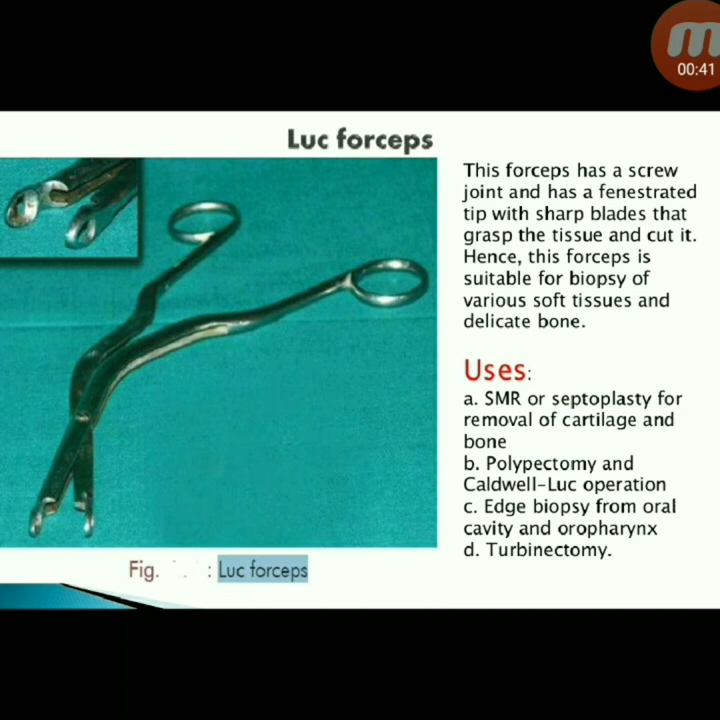 00:41
Luc forceps
This forceps has a screw
joint and has a fenestrated
tip with sharp blades that
grasp the tissue and cut it.
Hence, this forceps is
suitable for biopsy of
various soft tissues and
delicate bone.
Uses:
a. SMR or septoplasty for
removal of cartilage and
bone
b. Polypectomy and
Caldwell-Luc operation
c. Edge biopsy from oral
cavity and oropharynx
d. Turbinectomy.
Fig. : Luc forceps